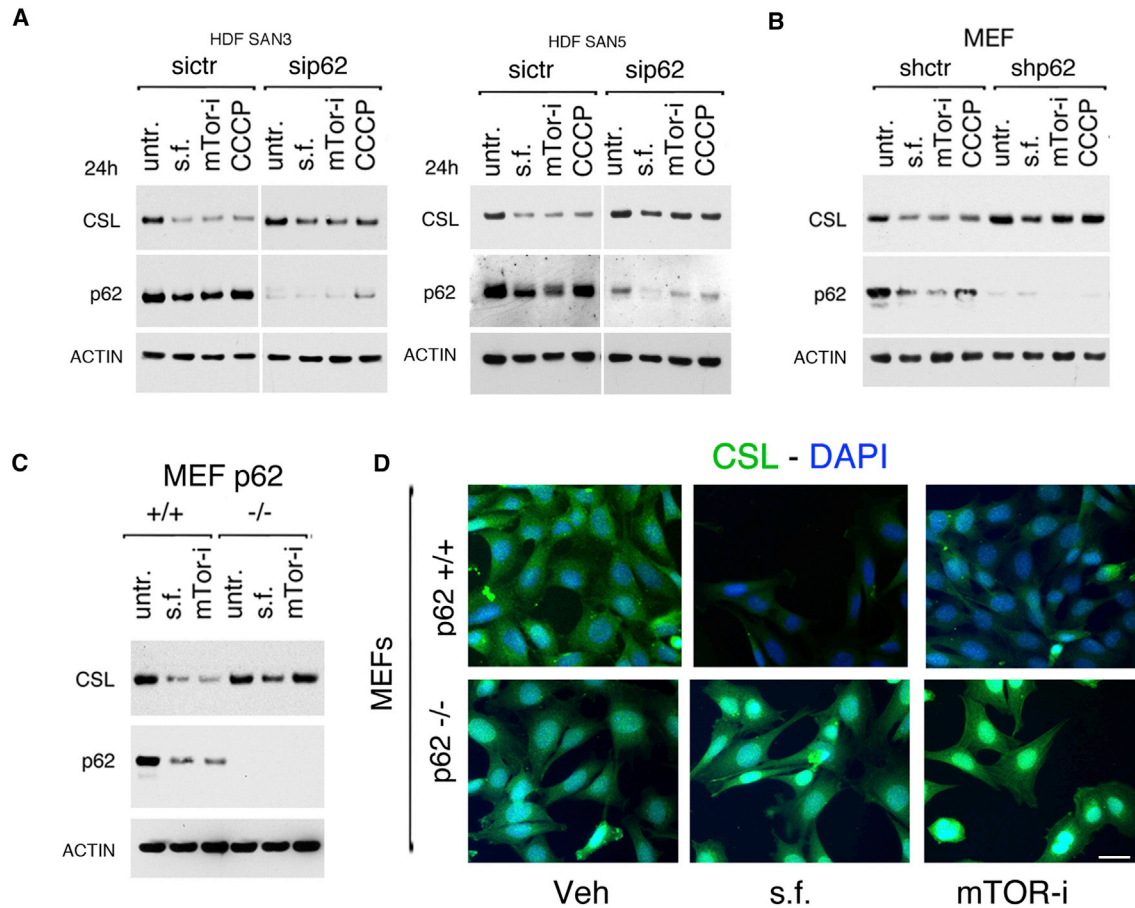 A
HDF SAN3
sictr sip62
untr. s.f. mTor-i CCCP untr. s.f. mTor-i CCCP
24h
CSL
p62
ACTIN
HDF SAN5
sictr sip62
untr. s.f. mTor-i CCCP untr. s.f. mTor-i CCCP
24h
CSL
p62
ACTIN
B
MEF
shctr shp62
untr. s.f. mTor-i CCCP untr. s.f. mTor-i CCCP
CSL
p62
ACTIN
C
MEF p62
+/+ -/-
untr. s.f. mTor-i untr. s.f. mTor-i
CSL
p62
ACTIN
D
CSL - DAPI
MEFs
p62 +/+
p62 -/-
Veh s.f. mTOR-i